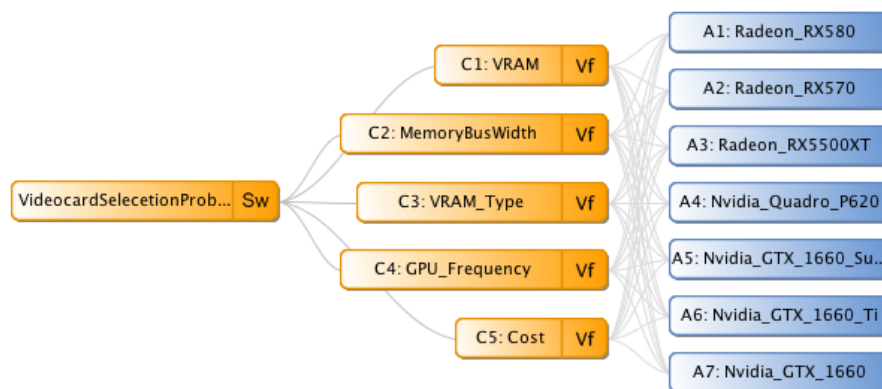 VideocardSelecetionProb... Sw
C1: VRAM Vf
C2: MemoryBusWidth Vf
C3: VRAM_Type Vf
C4: GPU_Frequency Vf
C5: Cost Vf
A1: Radeon_RX580
A2: Radeon_RX570
A3: Radeon_RX5500XT
A4: Nvidia_Quadro_P620
A5: Nvidia_GTX_1660_Su...
A6: Nvidia_GTX_1660_Ti
A7: Nvidia_GTX_1660